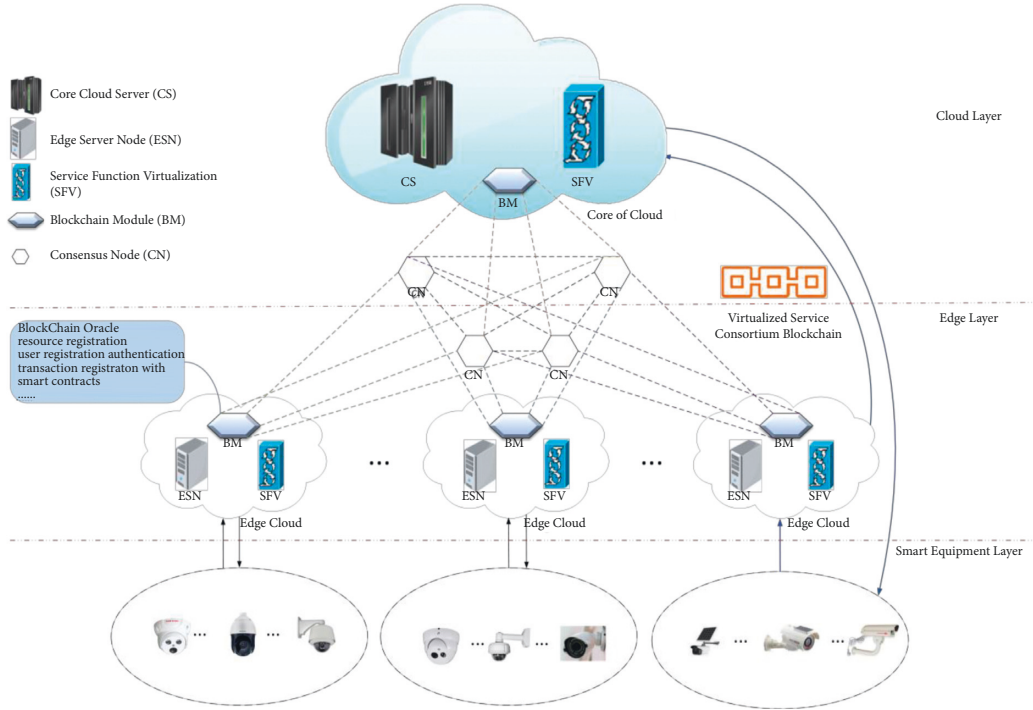 Core Cloud Server (CS)
Edge Server Node (ESN)
Service Function Virtualization
(SFV)
Blockchain Module (BM)
Consensus Node (CN)
CS
SFV
BM
Core of Cloud
Cloud Layer
CN
CN
Virtualized Service
Consortium Blockchain
Edge Layer
BlockChain Oracle
resource registration
user registration authentication
transaction registraton with
smart contracts
......
CN
CN
BM
ESN
SFV
Edge Cloud
...
BM
ESN
SFV
Edge Cloud
...
BM
ESN
SFV
Edge Cloud
Smart Equipment Layer
... ...
... ...
... ...